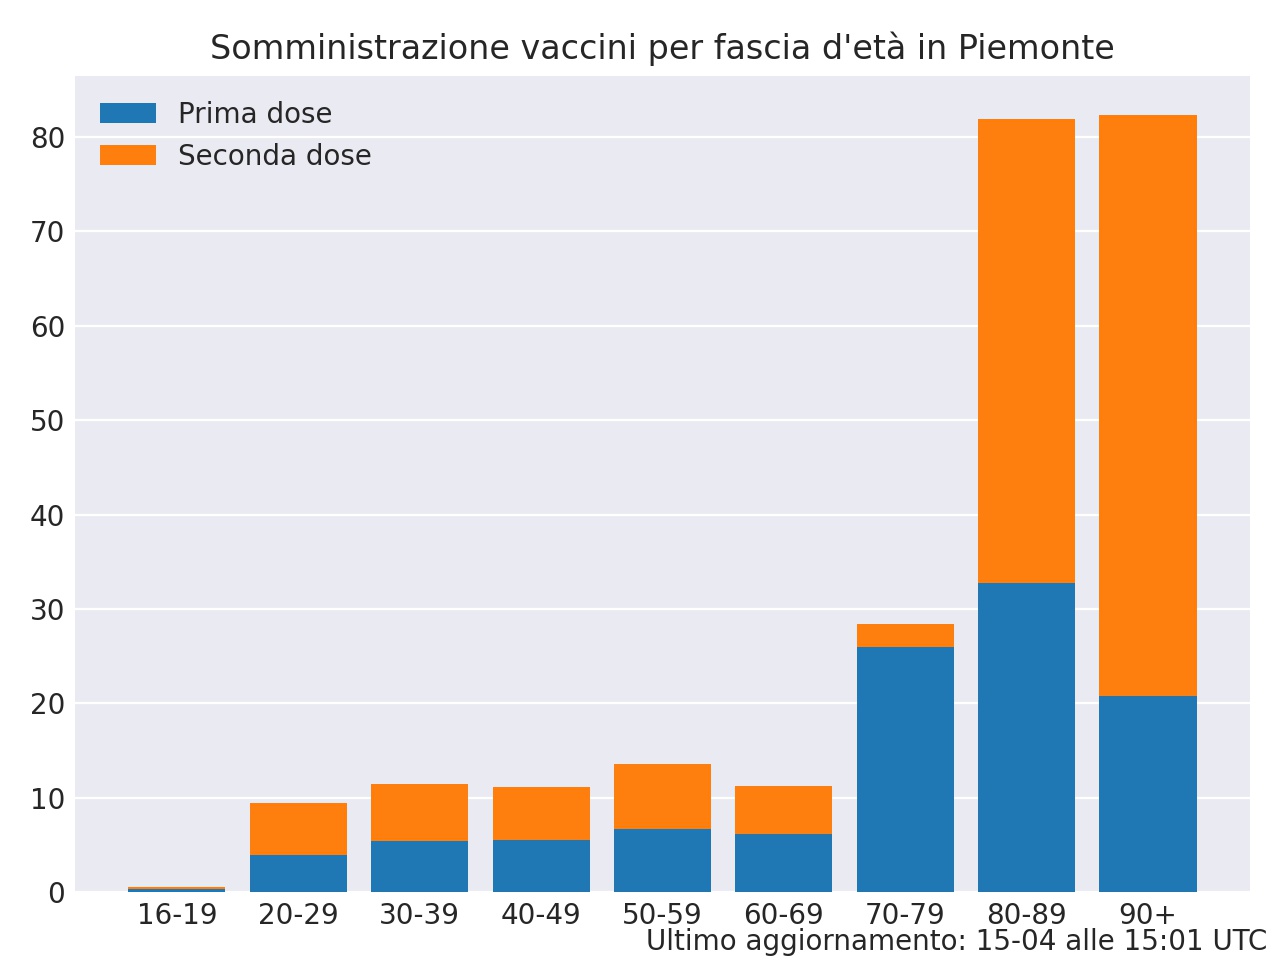 Somministrazione vaccini per fascia d'età in Piemonte
Prima dose
Seconda dose
80
70
60
50
40
30
20
10
0
16-19 20-29 30-39 40-49 50-59 60-69 70-79 80-89 90+
Ultimo aggiornamento: 15-04 alle 15:01 UTC